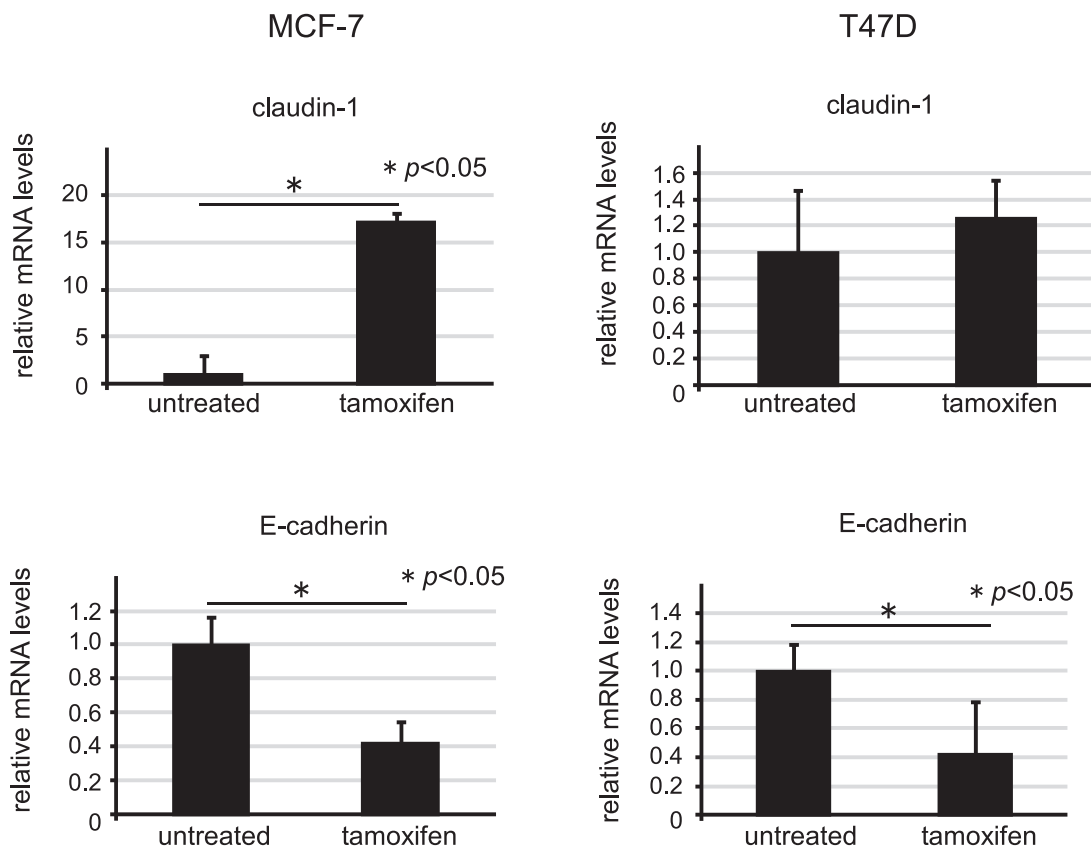 MCF-7
claudin-1
relative mRNA levels
20
15
10
5
0
* p<0.05
*
untreated tamoxifen
T47D
claudin-1
relative mRNA levels
1.6
1.4
1.2
1.0
0.8
0.6
0.4
0.2
0
untreated tamoxifen
E-cadherin
relative mRNA levels
1.2
1.0
0.8
0.6
0.4
0.2
0
* p<0.05
*
untreated tamoxifen
E-cadherin
relative mRNA levels
1.4
1.2
1.0
0.8
0.6
0.4
0.2
0
* p<0.05
*
untreated tamoxifen